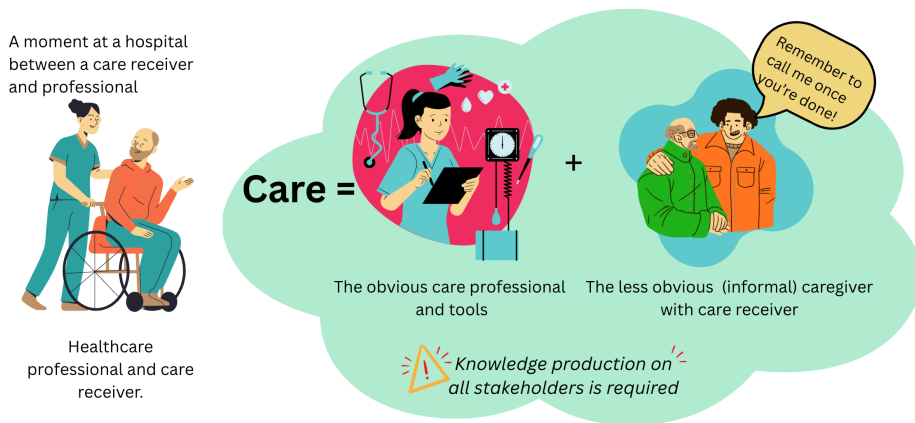 A moment at a hospital
between a care receiver
and professional
Healthcare
professional and care
receiver.
Care =
+
Remember to
call me once
you're done!
The obvious care professional
and tools
The less obvious (informal) caregiver
with care receiver
Knowledge production on
all stakeholders is required